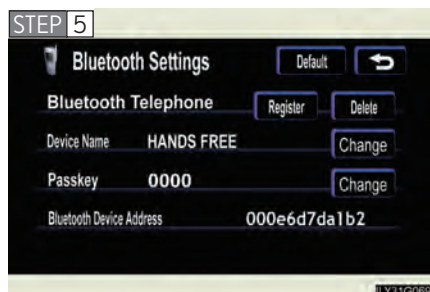 STEP 5
Bluetooth Settings Default
Bluetooth Telephone Register Delete
Device Name HANDS FREE Change
Passkey 0000 Change
Bluetooth Device Address 000e6d7da1b2